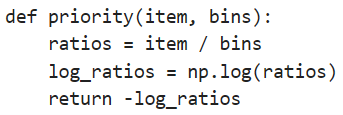 def priority(item, bins):
    ratios = item / bins
    log_ratios = np.log(ratios)
    return -log_ratios